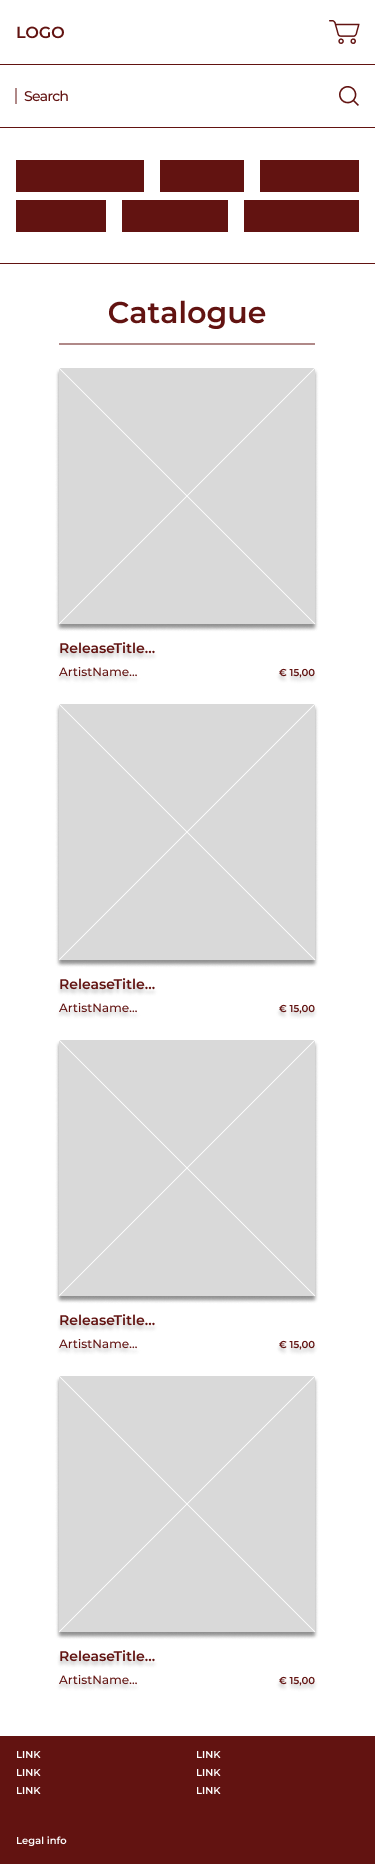 LOGO
Search
Catalogue
ReleaseTitle...
ArtistName...
€ 15,00
ReleaseTitle...
ArtistName...
€ 15,00
ReleaseTitle...
ArtistName...
€ 15,00
ReleaseTitle...
ArtistName...
€ 15,00
LINK
LINK
LINK
LINK
LINK
LINK
Legal info